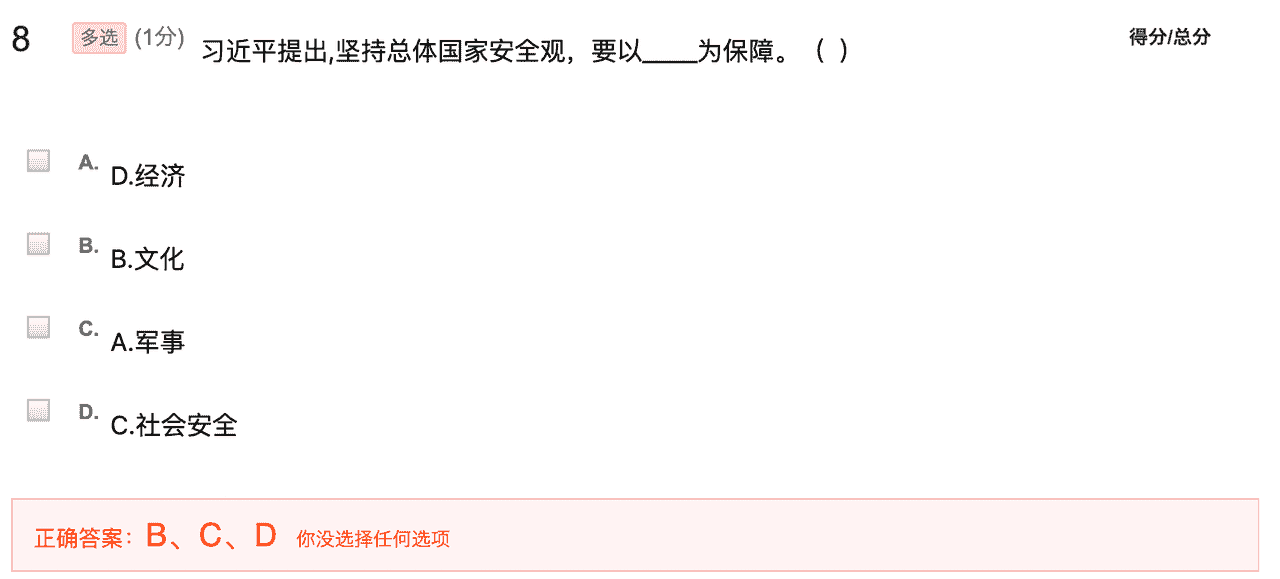 8 多选 (1分) 习近平提出,坚持总体国家安全观，要以____为保障。（ ） 得分/总分
A. D.经济
B. B.文化
C. A.军事
D. C.社会安全
正确答案：B、C、D 你没选择任何选项